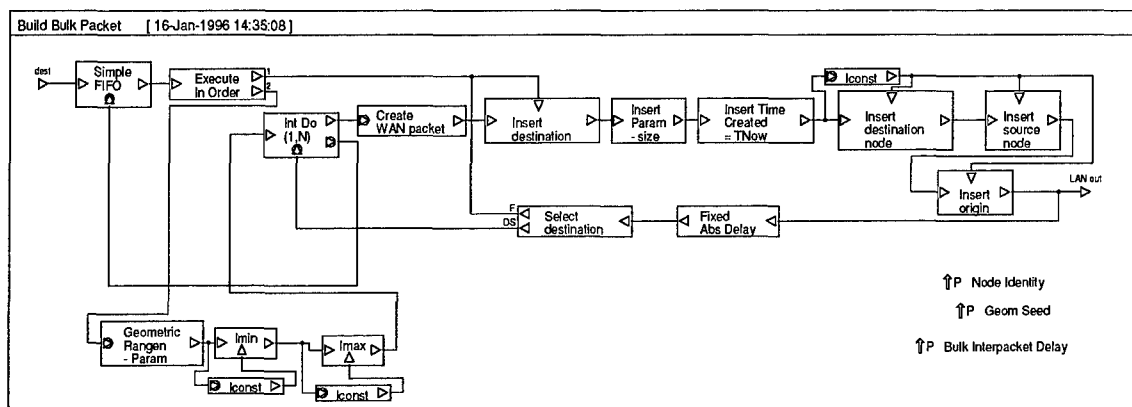 Build Bulk Packet [ 16-Jan-1996 14:35:08 ]
dest
Simple
FIFO
Execute
In Order
1
2
Int Do
(1,N)
Create
WAN packet
Insert
destination
Insert
Param
- size
Insert Time
Created
= TNow
Iconst
Insert
destination
node
Insert
source
node
Insert
origin
LAN out
F
DS
Select
destination
Fixed
Abs Delay
P Node Identity
P Geom Seed
P Bulk Interpacket Delay
Geometric
Rangen
- Param
Imin
Imax
Iconst
Iconst